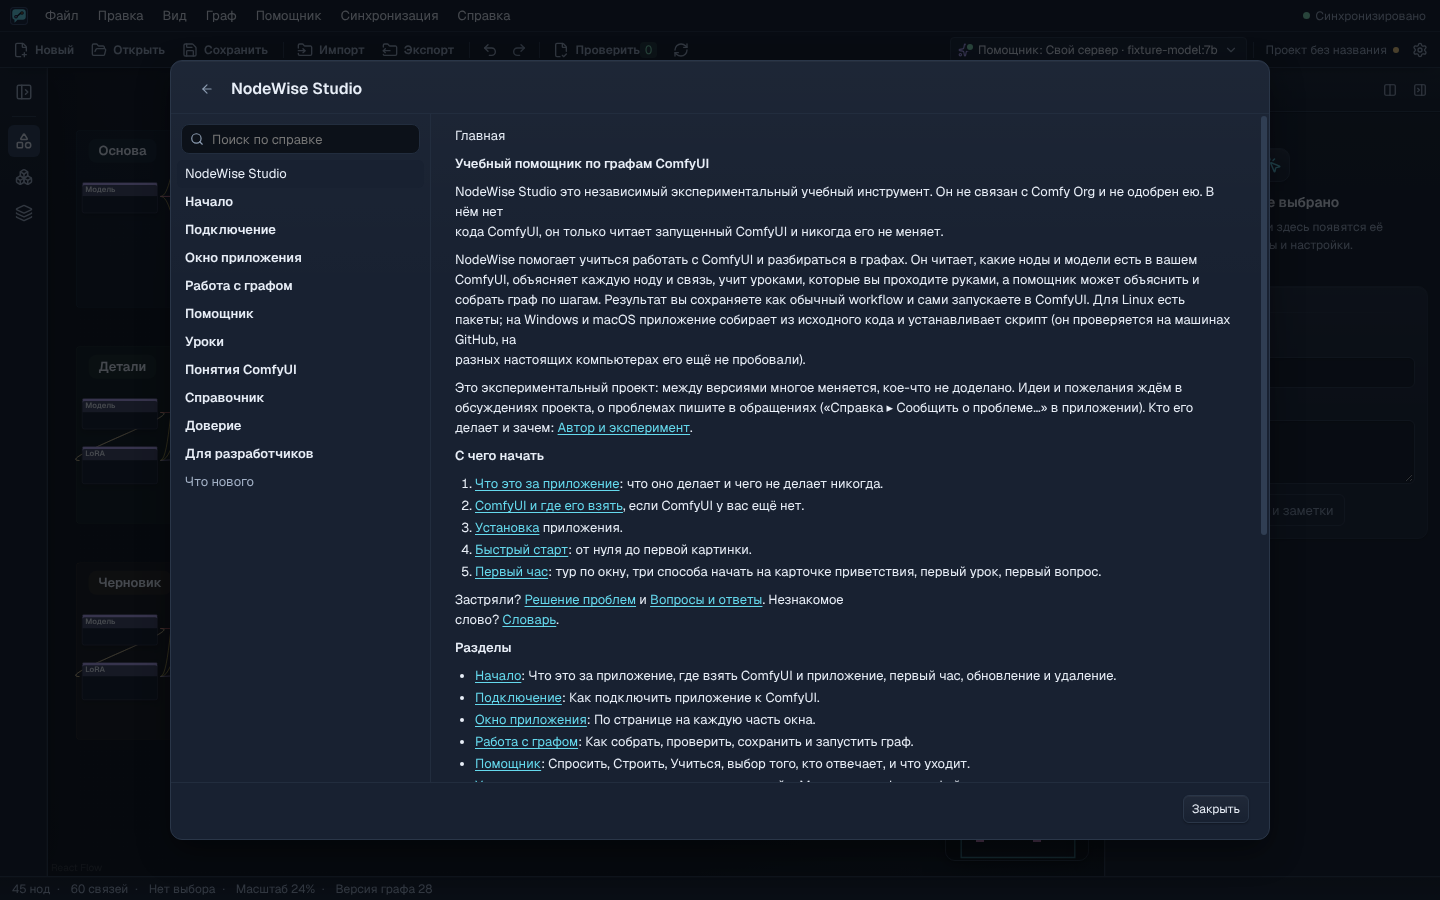 Файл Правка Вид Граф Помощник Синхронизация Справка Синхронизировано
Новый Открыть Сохранить Импорт Экспорт Проверить 0 Помощник: Свой сервер · fixture-model:7b Проект без названия
NodeWise Studio
Поиск по справке
NodeWise Studio
Начало
Подключение
Окно приложения
Работа с графом
Помощник
Уроки
Понятия ComfyUI
Справочник
Доверие
Для разработчиков
Что нового
Главная
Учебный помощник по графам ComfyUI
NodeWise Studio это независимый экспериментальный учебный инструмент. Он не связан с Comfy Org и не одобрен ею. В
нём нет
кода ComfyUI, он только читает запущенный ComfyUI и никогда его не меняет.
NodeWise помогает учиться работать с ComfyUI и разбираться в графах. Он читает, какие ноды и модели есть в вашем
ComfyUI, объясняет каждую ноду и связь, учит уроками, которые вы проходите руками, а помощник может объяснить и
собрать граф по шагам. Результат вы сохраняете как обычный workflow и сами запускаете в ComfyUI. Для Linux есть
пакеты; на Windows и macOS приложение собирает из исходного кода и устанавливает скрипт (он проверяется на машинах
GitHub, на
разных настоящих компьютерах его ещё не пробовали).
Это экспериментальный проект: между версиями многое меняется, кое-что не доделано. Идеи и пожелания ждём в
обсуждениях проекта, о проблемах пишите в обращениях («Справка ▸ Сообщить о проблеме…» в приложении). Кто его
делает и зачем: Автор и эксперимент.
С чего начать
1. Что это за приложение: что оно делает и чего не делает никогда.
2. ComfyUI и где его взять, если ComfyUI у вас ещё нет.
3. Установка приложения.
4. Быстрый старт: от нуля до первой картинки.
5. Первый час: тур по окну, три способа начать на карточке приветствия, первый урок, первый вопрос.
Застряли? Решение проблем и Вопросы и ответы. Незнакомое
слово? Словарь.
Разделы
• Начало: Что это за приложение, где взять ComfyUI и приложение, первый час, обновление и удаление.
• Подключение: Как подключить приложение к ComfyUI.
• Окно приложения: По странице на каждую часть окна.
• Работа с графом: Как собрать, проверить, сохранить и запустить граф.
• Помощник: Спросить, Строить, Учиться, выбор того, кто отвечает, и что уходит.
Закрыть
Основа
Модель
Детали
Модель
LoRA
Черновик
Модель
LoRA
е выбрано
здесь появятся её
ы и настройки.
и заметки
React Flow
45 нод · 60 связей · Нет выбора · Масштаб 24% · Версия графа 28